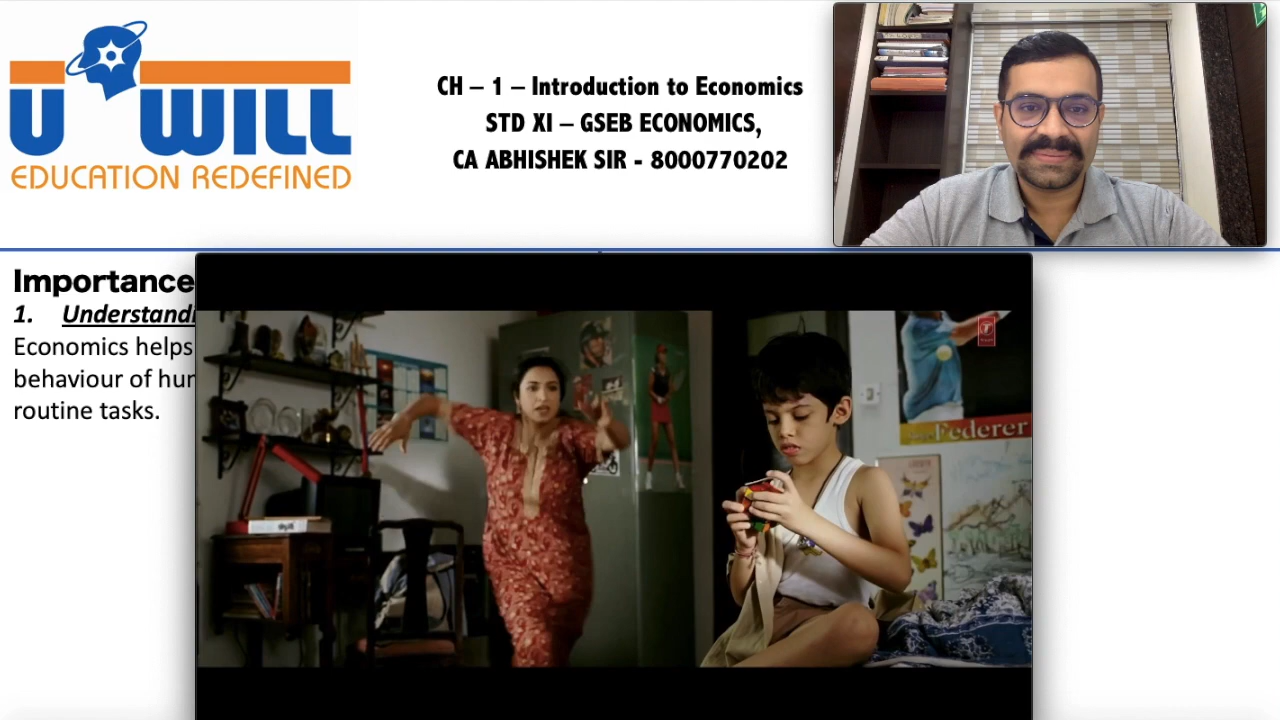 U WILL
EDUCATION REDEFINED
CH – 1 – Introduction to Economics
STD XI – GSEB ECONOMICS,
CA ABHISHEK SIR - 8000770202
Importance
1. Understandi
Economics helps
behaviour of hur
routine tasks.
Federer